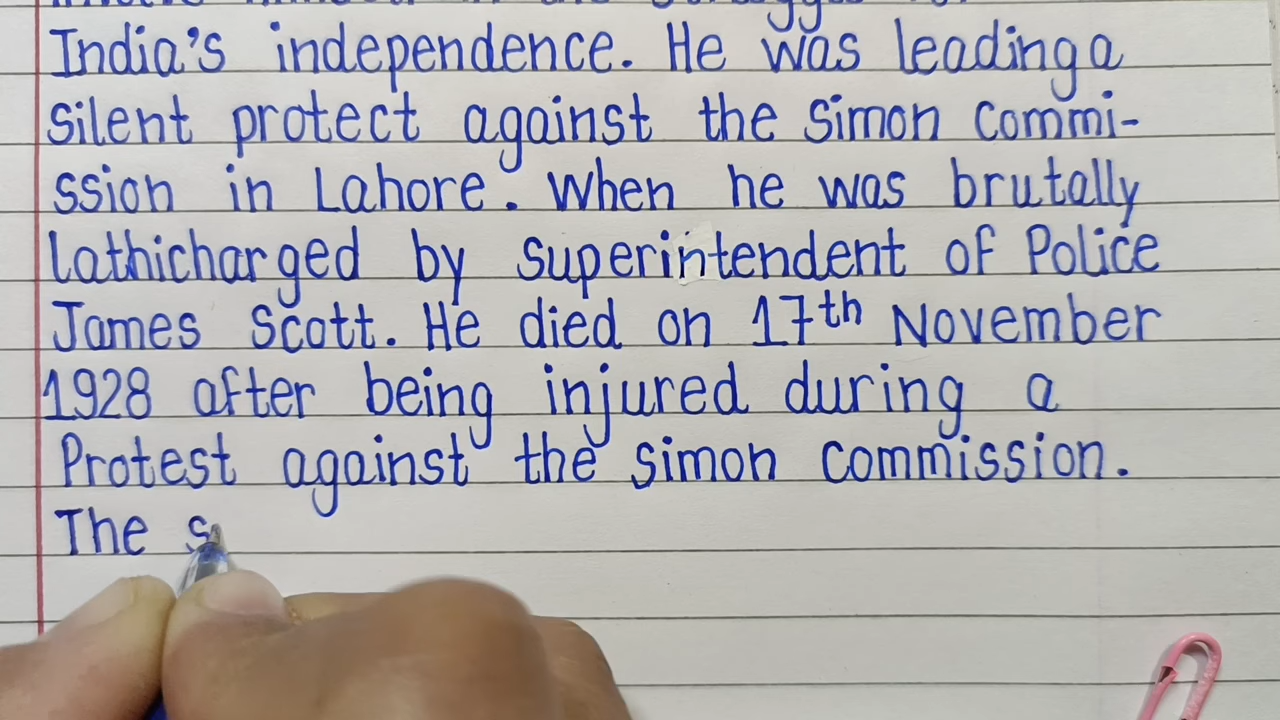 India's independence. He was leading a
silent protect against the Simon Commi-
ssion in Lahore. When he was brutally
Lathicharged by Superintendent of Police
James Scott. He died on 17th November
1928 after being injured during a
Protest against the Simon Commission.
The s